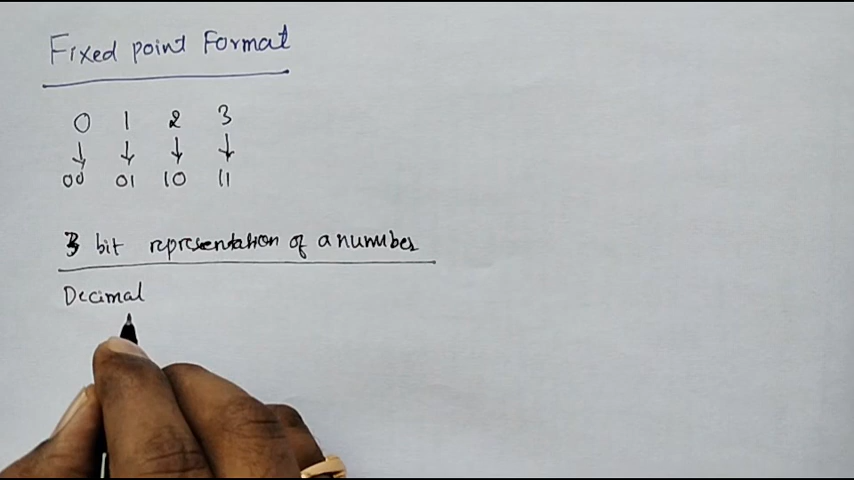 Fixed point Format
0 1 2 3
↓ ↓ ↓ ↓
00 01 10 11
3 bit representation of a number
Decimal